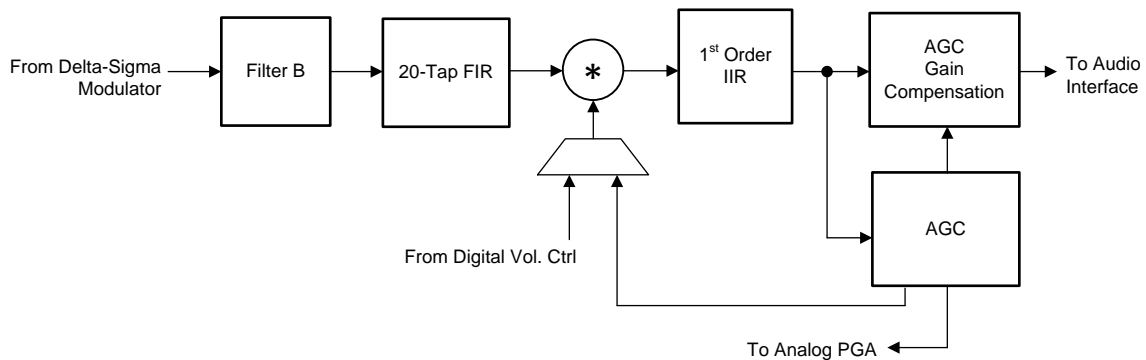 From Delta-Sigma
Modulator
Filter B
20-Tap FIR
*
1st Order
IIR
AGC
Gain
Compensation
To Audio
Interface
From Digital Vol. Ctrl
AGC
To Analog PGA